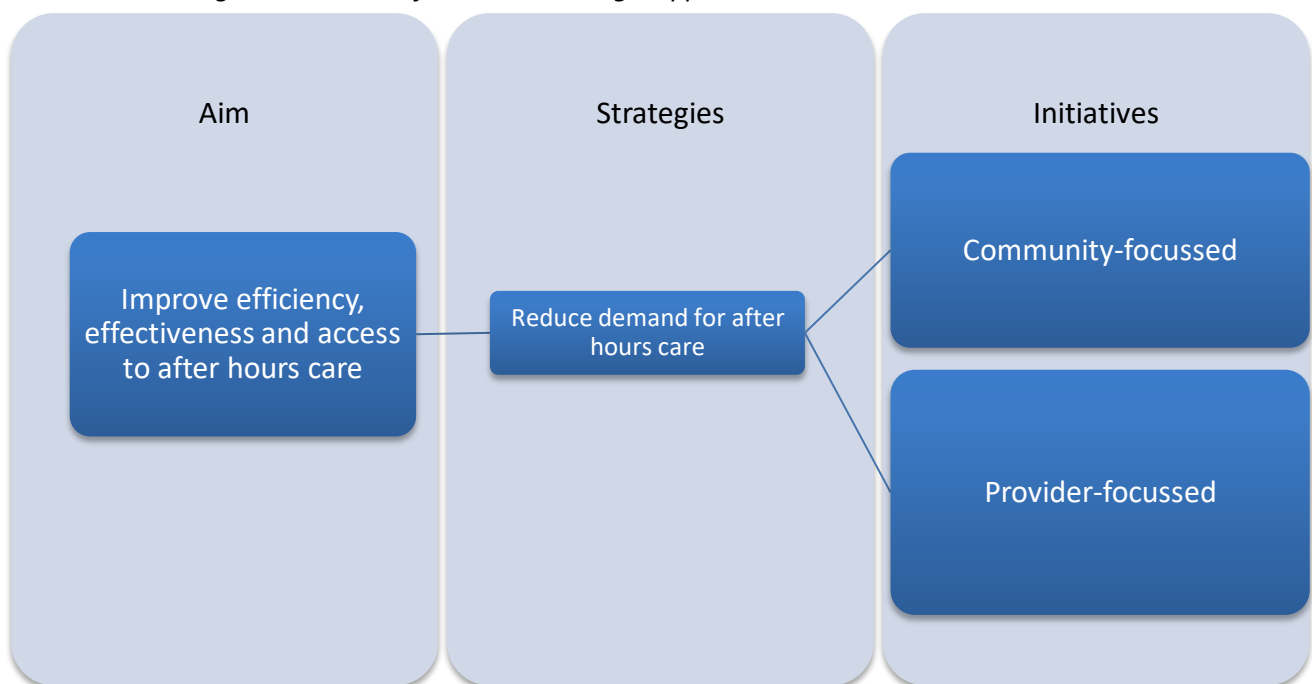 Aim
Strategies
Initiatives
Improve efficiency,
effectiveness and access
to after hours care
Reduce demand for after
hours care
Community-focussed
Provider-focussed